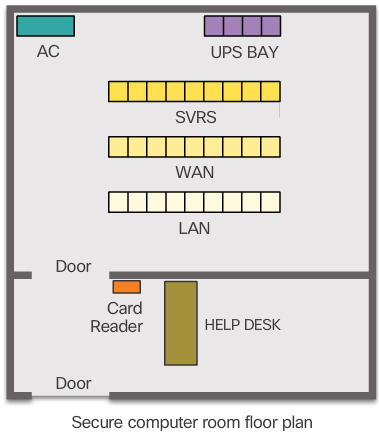 AC
UPS BAY
SVRS
WAN
LAN
Door
Card
Reader
HELP DESK
Door
Secure computer room floor plan